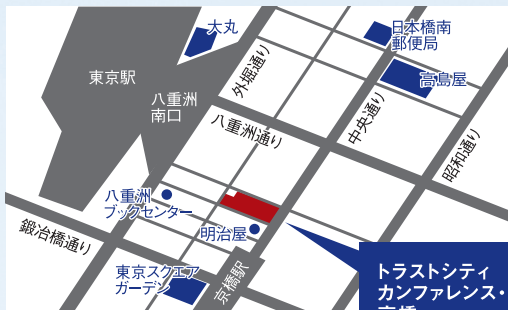 大丸
日本橋南
郵便局
外堀通り
東京駅
高島屋
八重洲
南口
中央通り
八重洲通り
昭和通り
八重洲
ブックセンター
明治屋
鍛冶橋通り
東京スクェア
ガーデン
京橋駅
トラストシティ
カンファレンス・
京橋